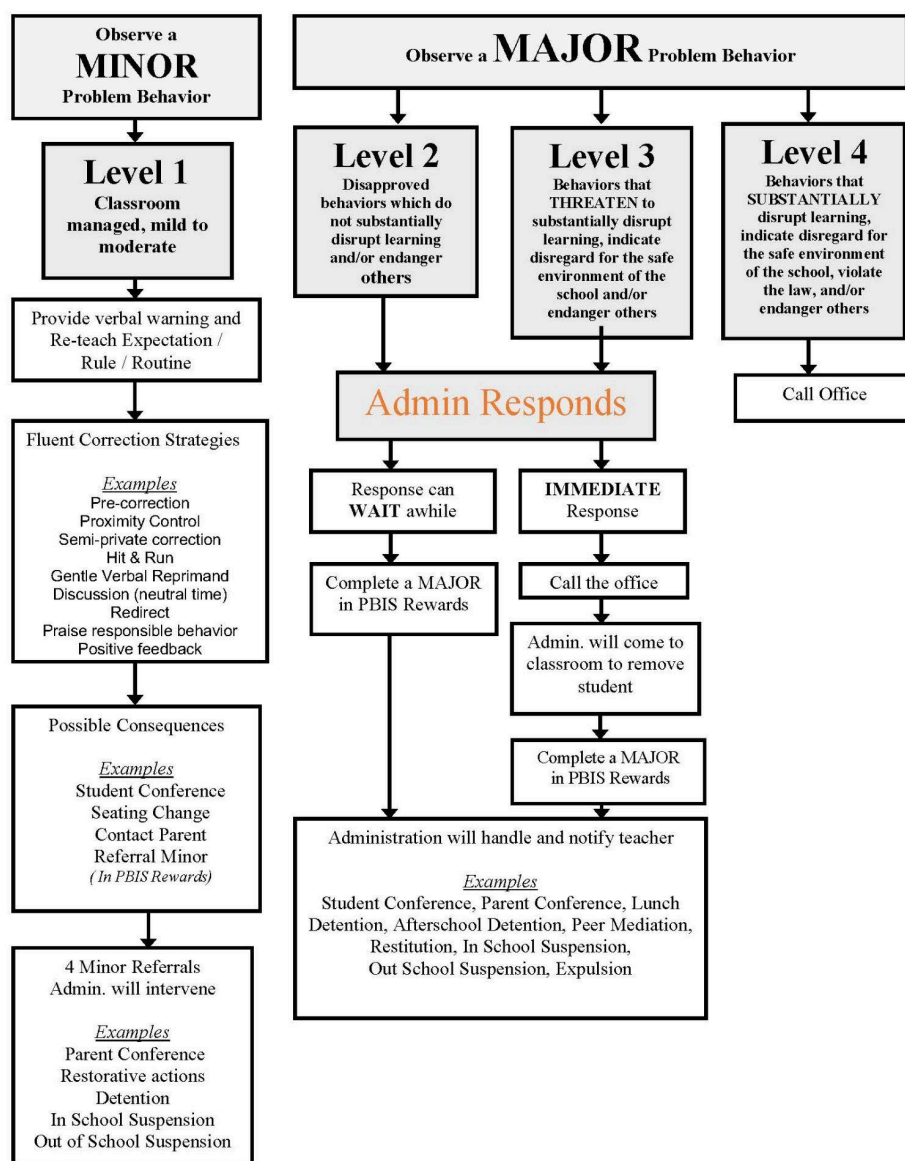 Observe a
MINOR
Problem Behavior
Level 1
Classroom
managed, mild to
moderate
Provide verbal warning and
Re-teach Expectation /
Rule / Routine
Fluent Correction Strategies
Examples
Pre-correction
Proximity Control
Semi-private correction
Hit & Run
Gentle Verbal Reprimand
Discussion (neutral time)
Redirect
Praise responsible behavior
Positive feedback
Possible Consequences
Examples
Student Conference
Seating Change
Contact Parent
Referral Minor
( In PBIS Rewards)
4 Minor Referrals
Admin. will intervene
Examples
Parent Conference
Restorative actions
Detention
In School Suspension
Out of School Suspension
Observe a MAJOR Problem Behavior
Level 2
Disapproved
behaviors which do
not substantially
disrupt learning
and/or endanger
others
Level 3
Behaviors that
THREATEN to
substantially disrupt
learning, indicate
disregard for the safe
environment of the
school and/or
endanger others
Level 4
Behaviors that
SUBSTANTIALLY
disrupt learning,
indicate disregard for
the safe environment
of the school, violate
the law, and/or
endanger others
Admin Responds
Call Office
Response can
WAIT awhile
Complete a MAJOR
in PBIS Rewards
IMMEDIATE
Response
Call the office
Admin. will come to
classroom to remove
student
Complete a MAJOR
in PBIS Rewards
Administration will handle and notify teacher
Examples
Student Conference, Parent Conference, Lunch
Detention, Afterschool Detention, Peer Mediation,
Restitution, In School Suspension,
Out School Suspension, Expulsion